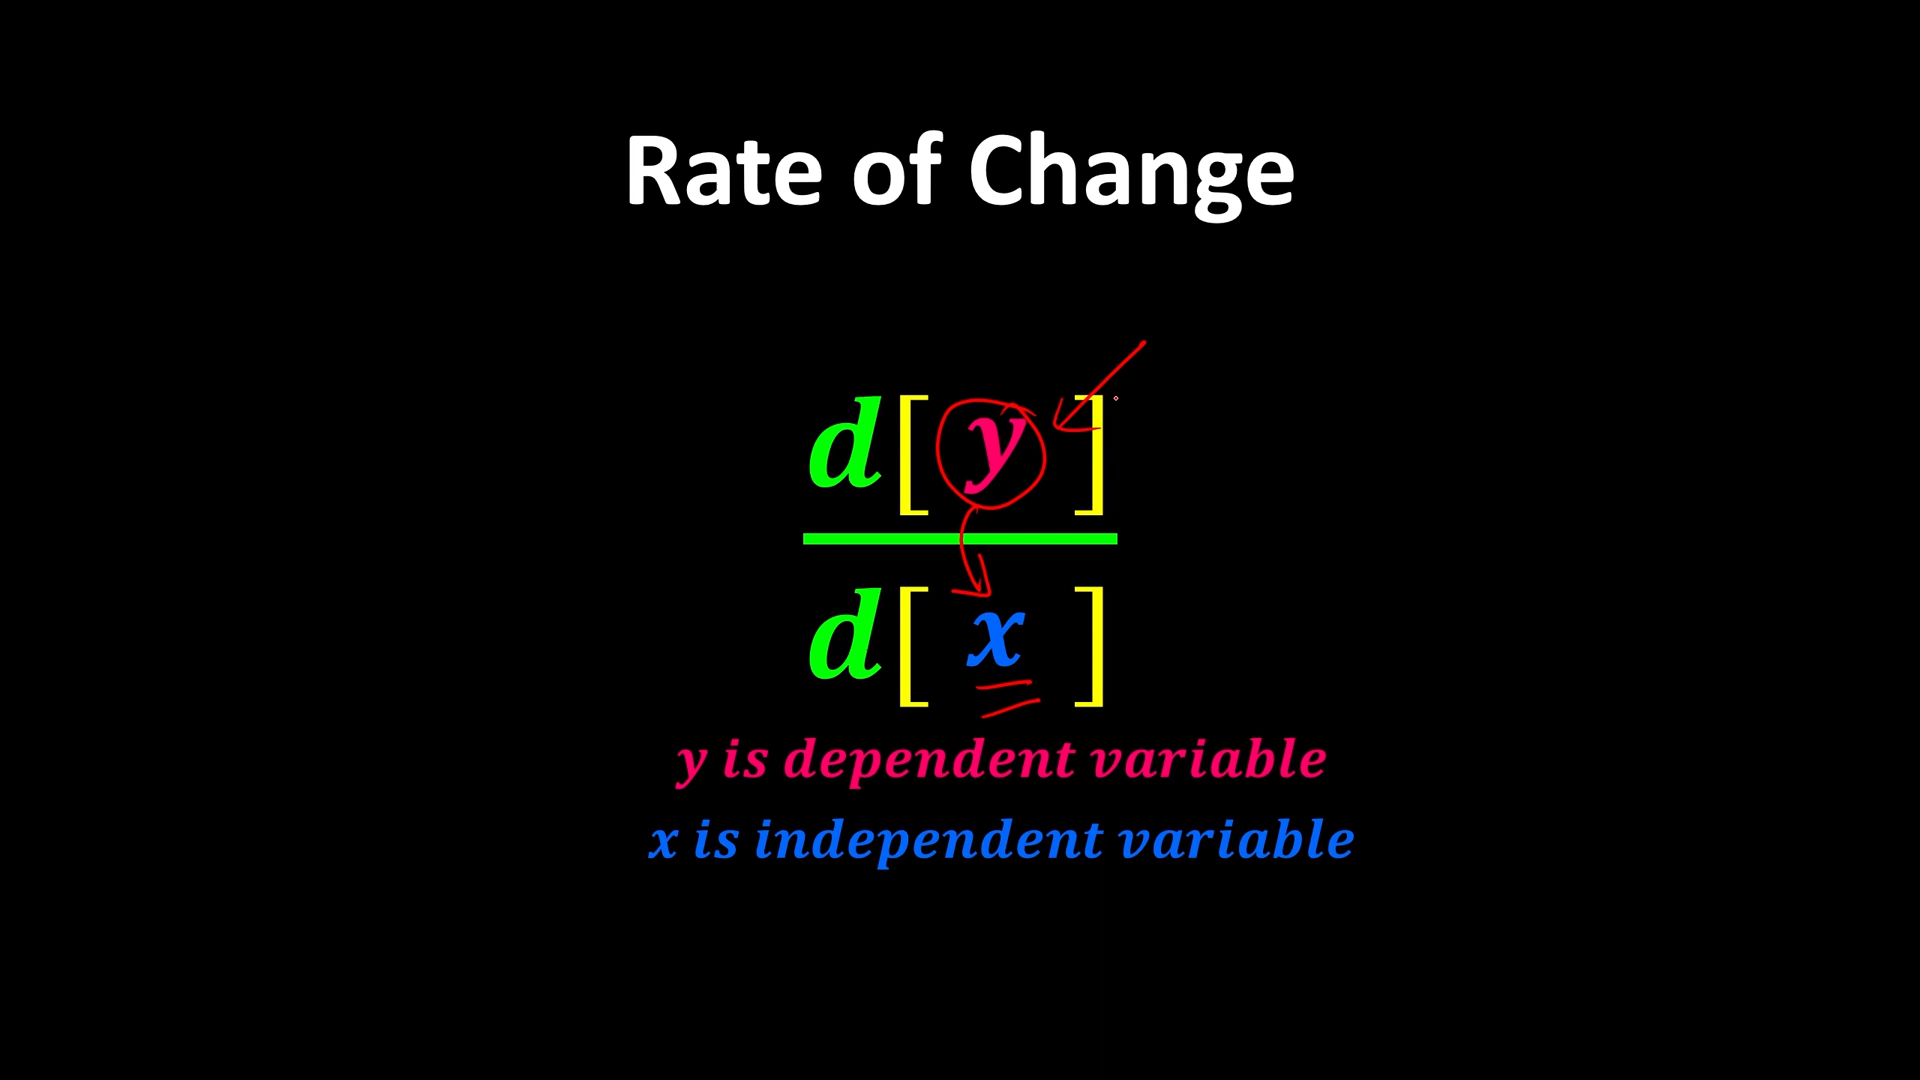 Rate of Change
d[ y ]
d[ x ]
y is dependent variable
x is independent variable